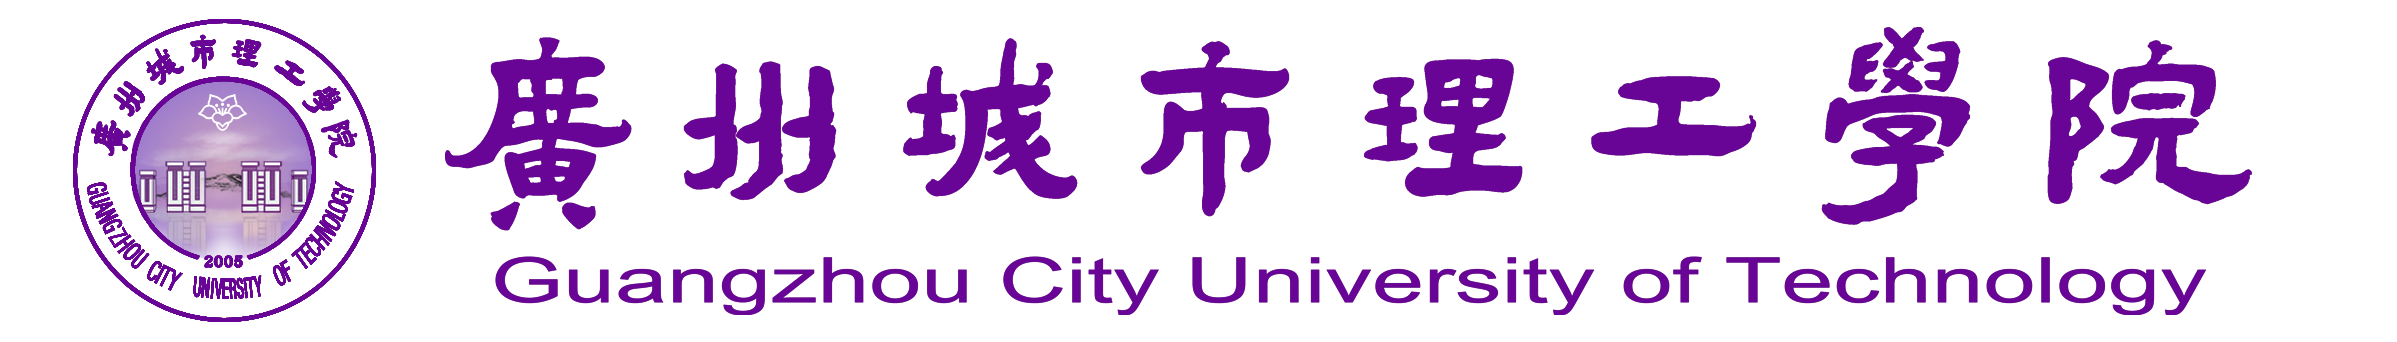 廣州城市理工學院
2005
GUANGZHOU CITY UNIVERSITY OF TECHNOLOGY
廣州城市理工學院
Guangzhou City University of Technology